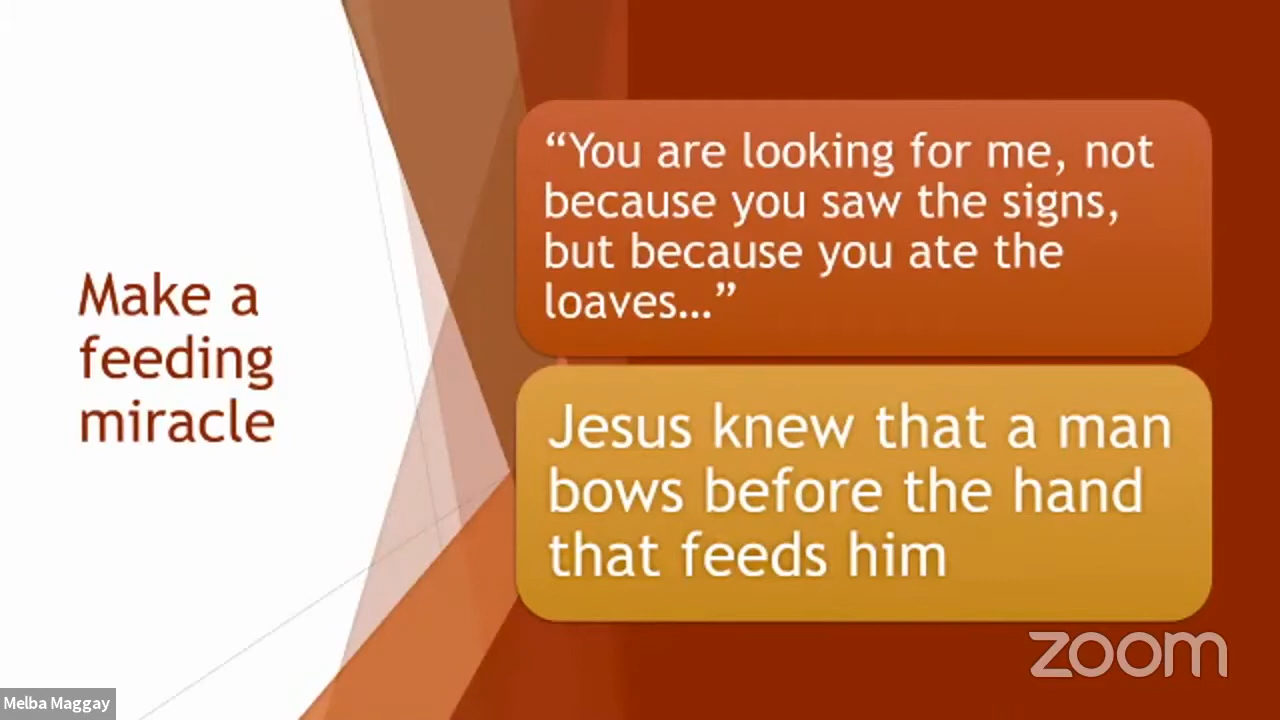 Make a
feeding
miracle
“You are looking for me, not
because you saw the signs,
but because you ate the
loaves…”
Jesus knew that a man
bows before the hand
that feeds him
zoom
Melba Maggay